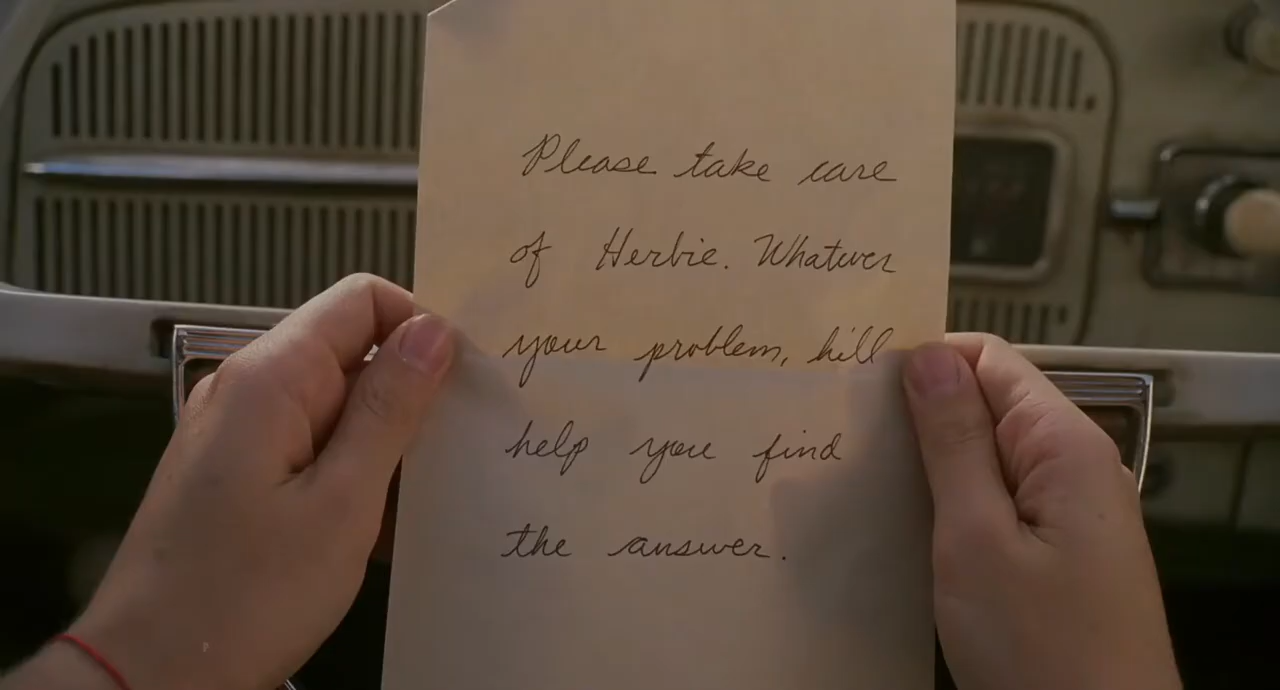 Please take care
of Herbie. Whatever
your problem, he'll
help you find
the answer.